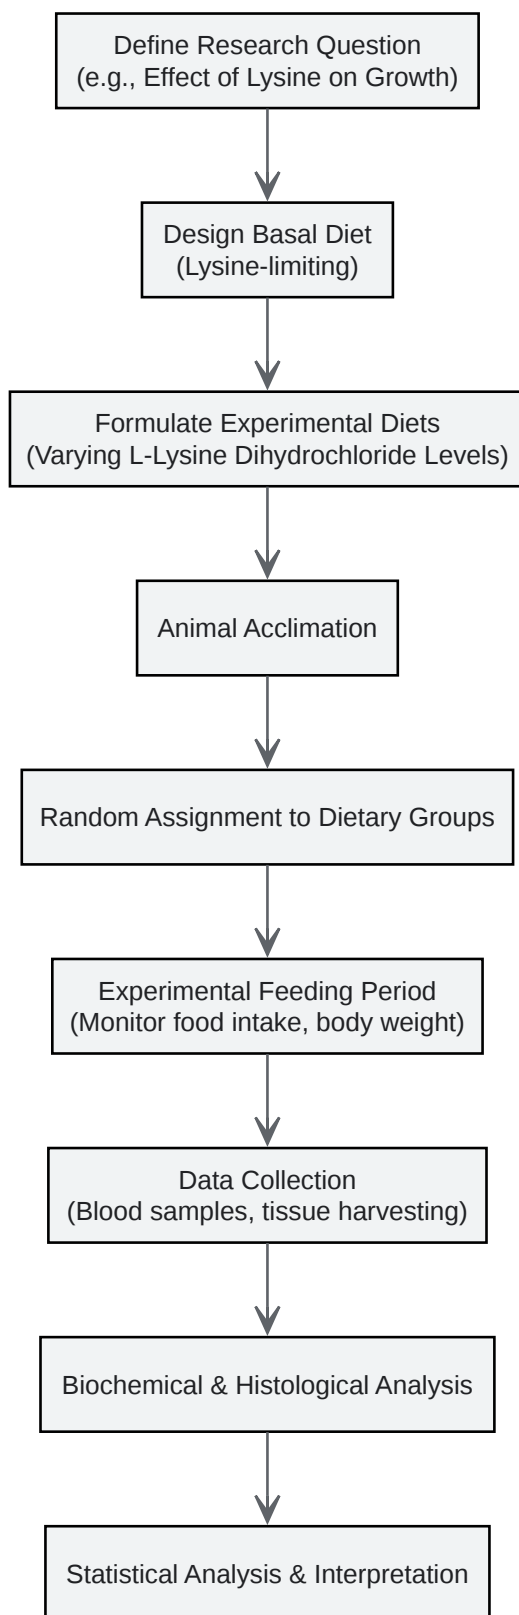 Define Research Question
(e.g., Effect of Lysine on Growth)
Design Basal Diet
(Lysine-limiting)
Formulate Experimental Diets
(Varying L-Lysine Dihydrochloride Levels)
Animal Acclimation
Random Assignment to Dietary Groups
Experimental Feeding Period
(Monitor food intake, body weight)
Data Collection
(Blood samples, tissue harvesting)
Biochemical & Histological Analysis
Statistical Analysis & Interpretation